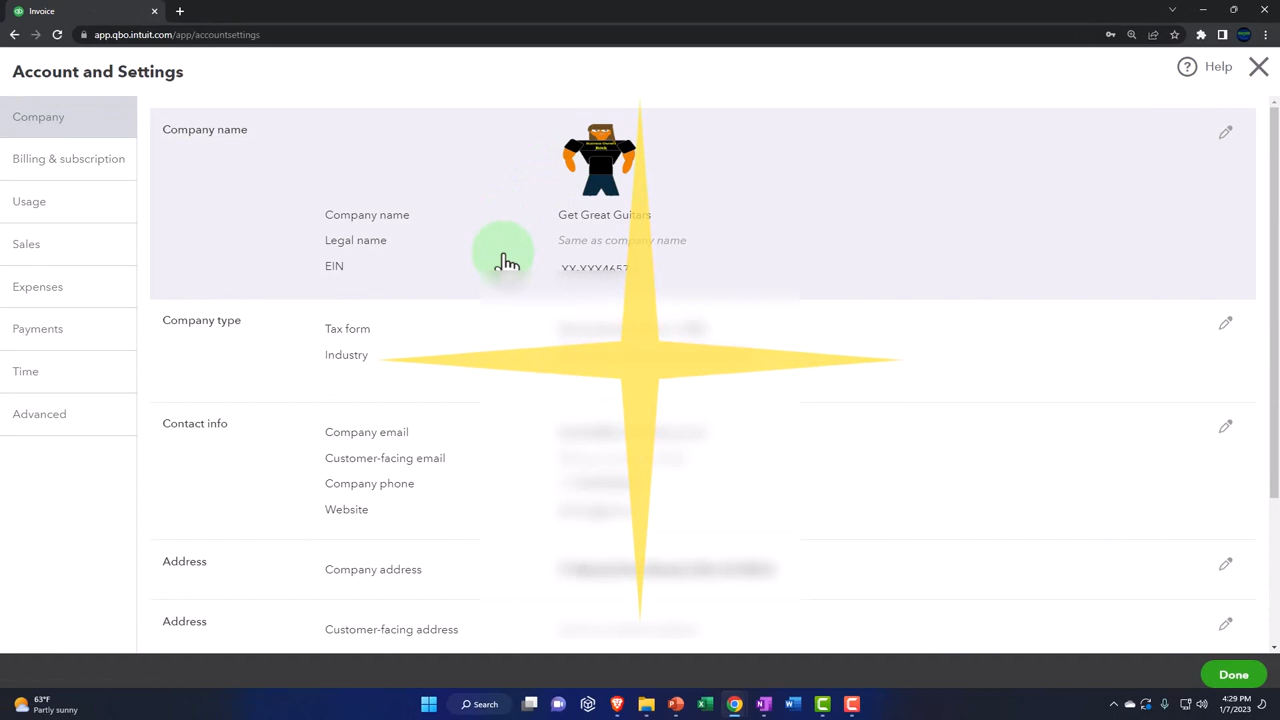 Invoice
app.qbo.intuit.com/app/accountsettings
Account and Settings
Help
Company
Billing & subscription
Usage
Sales
Expenses
Payments
Time
Advanced
Company name
Company name Get Great Guitars
Legal name Same as company name
EIN XX-XXX4657
Company type
Tax form
Industry
Contact info
Company email
Customer-facing email
Company phone
Website
Address
Company address
Address
Customer-facing address
Done
63°F
Partly sunny
Search
4:29 PM
1/7/2023